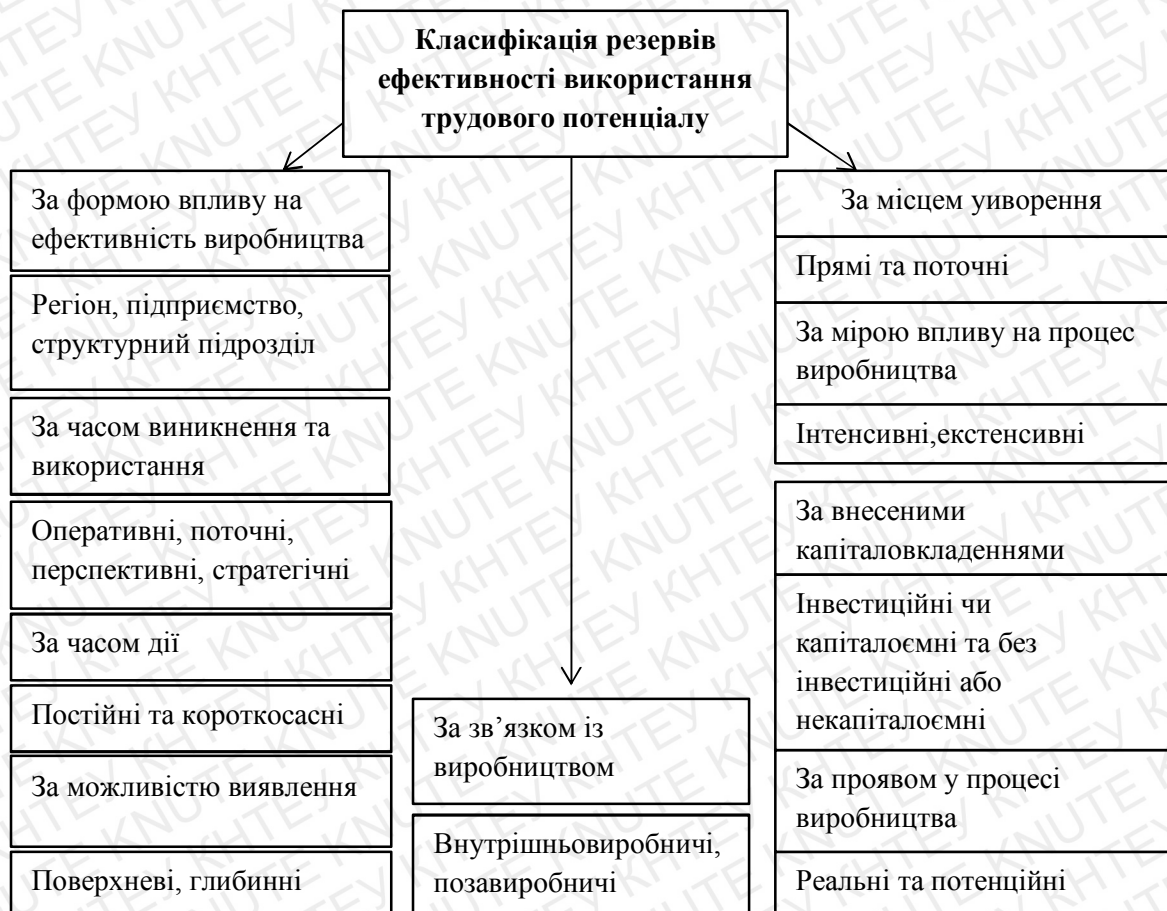 Класифікація резервів
ефективності використання
трудового потенціалу
За формою впливу на
ефективність виробництва
Регіон, підприємство,
структурний підрозділ
За часом виникнення та
використання
Оперативні, поточні,
перспективні, стратегічні
За часом дії
Постійні та короткосасні
За можливістю виявлення
Поверхневі, глибинні
За зв’язком із
виробництвом
Внутрішньовиробничі,
позавиробничі
За місцем уиворення
Прямі та поточні
За мірою впливу на процес
виробництва
Інтенсивні,екстенсивні
За внесеними
капіталовкладеннями
Інвестиційні чи
капіталоємні та без
інвестиційні або
некапіталоємні
За проявом у процесі
виробництва
Реальні та потенційні